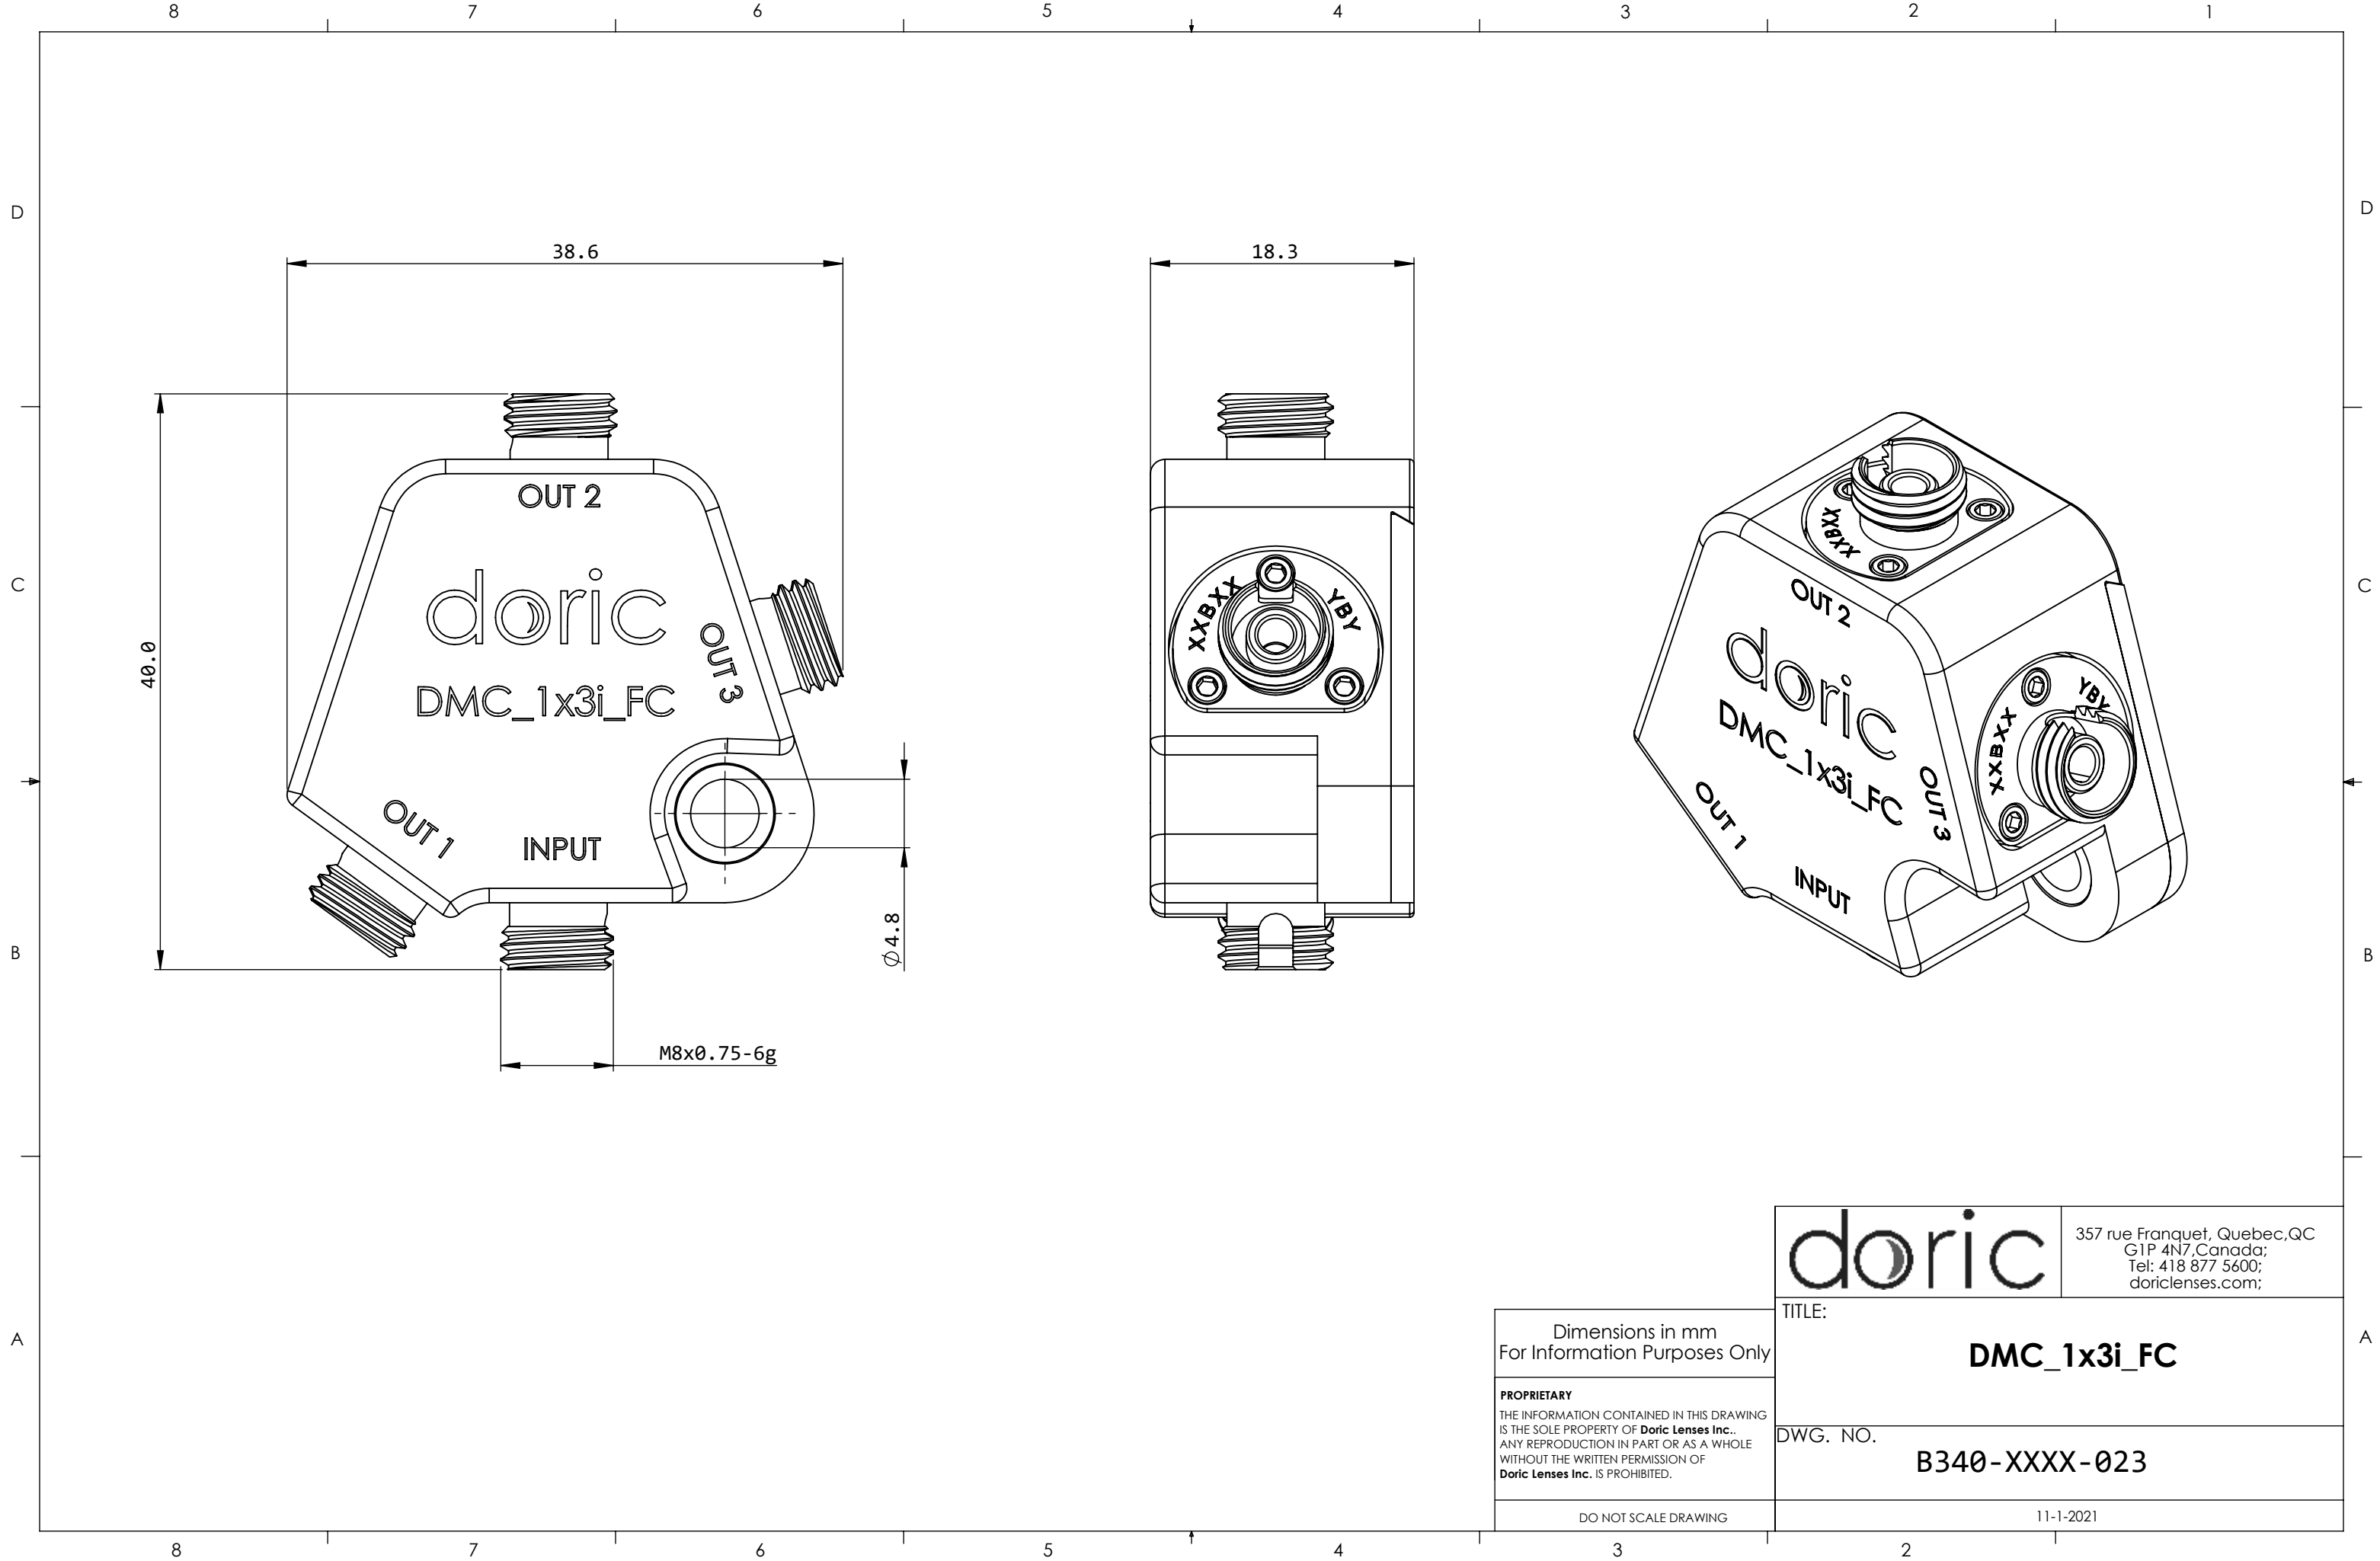 8 7 6 5 4 3 2 1
D D
38.6
18.3
OUT 2
doric
DMC_1x3i_FC
OUT 3
OUT 1
INPUT
40.0
Ø4.8
M8x0.75-6g
XXBXX YBY
XXBXX
OUT 2
doric
DMC_1x3i_FC
OUT 3
OUT 1
INPUT
XXBXX YBY
C C
B B
A A
doric
357 rue Franquet, Quebec,QC
G1P 4N7,Canada;
Tel: 418 877 5600;
doriclenses.com;
TITLE:
DMC_1x3i_FC
Dimensions in mm
For Information Purposes Only
PROPRIETARY
THE INFORMATION CONTAINED IN THIS DRAWING
IS THE SOLE PROPERTY OF Doric Lenses Inc..
ANY REPRODUCTION IN PART OR AS A WHOLE
WITHOUT THE WRITTEN PERMISSION OF
Doric Lenses Inc. IS PROHIBITED.
DWG. NO.
B340-XXXX-023
DO NOT SCALE DRAWING
11-1-2021
8 7 6 5 4 3 2